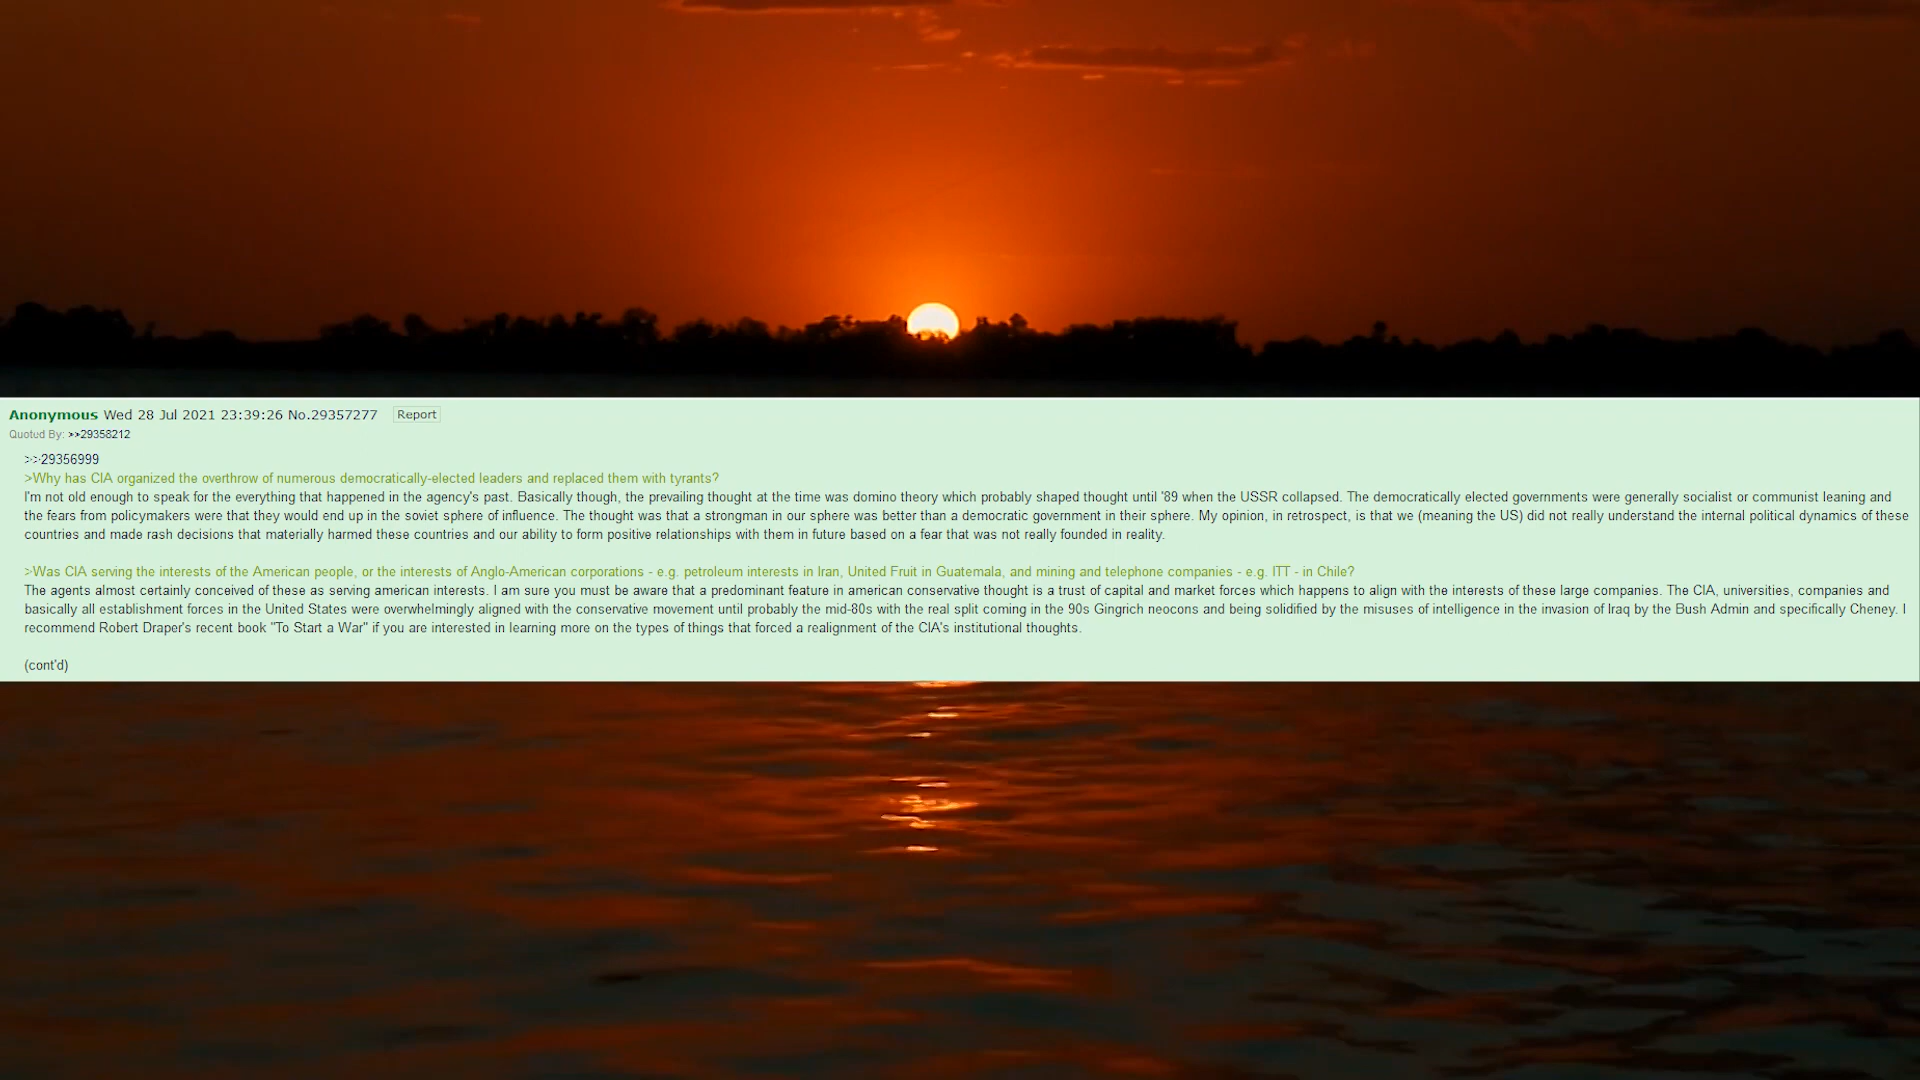 Anonymous Wed 28 Jul 2021 23:39:26 No.29357277 Report
Quoted By: >>29358212
>>29356999
>Why has CIA organized the overthrow of numerous democratically-elected leaders and replaced them with tyrants?
I'm not old enough to speak for the everything that happened in the agency's past. Basically though, the prevailing thought at the time was domino theory which probably shaped thought until '89 when the USSR collapsed. The democratically elected governments were generally socialist or communist leaning and
the fears from policymakers were that they would end up in the soviet sphere of influence. The thought was that a strongman in our sphere was better than a democratic government in their sphere. My opinion, in retrospect, is that we (meaning the US) did not really understand the internal political dynamics of these
countries and made rash decisions that materially harmed these countries and our ability to form positive relationships with them in future based on a fear that was not really founded in reality.
>Was CIA serving the interests of the American people, or the interests of Anglo-American corporations - e.g. petroleum interests in Iran, United Fruit in Guatemala, and mining and telephone companies - e.g. ITT - in Chile?
The agents almost certainly conceived of these as serving american interests. I am sure you must be aware that a predominant feature in american conservative thought is a trust of capital and market forces which happens to align with the interests of these large companies. The CIA, universities, companies and
basically all establishment forces in the United States were overwhelmingly aligned with the conservative movement until probably the mid-80s with the real split coming in the 90s Gingrich neocons and being solidified by the misuses of intelligence in the invasion of Iraq by the Bush Admin and specifically Cheney. I
recommend Robert Draper's recent book "To Start a War" if you are interested in learning more on the types of things that forced a realignment of the CIA's institutional thoughts.
(cont'd)